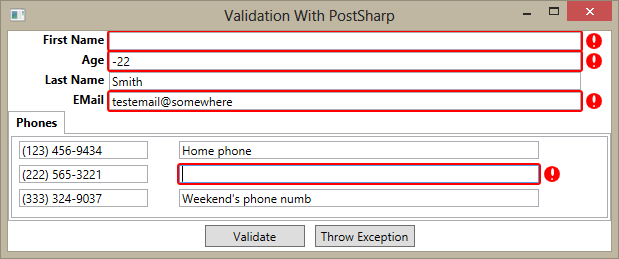 Validation With PostSharp
First Name
Age -22
Last Name Smith
EMail testemail@somewhere
Phones
(123) 456-9434 Home phone
(222) 565-3221
(333) 324-9037 Weekend's phone numb
Validate Throw Exception